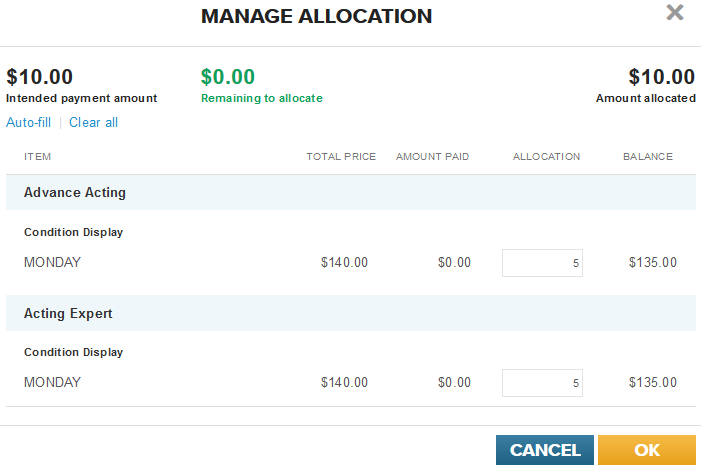 MANAGE ALLOCATION
$10.00 $0.00 $10.00
Intended payment amount Remaining to allocate Amount allocated
Auto-fill | Clear all
ITEM TOTAL PRICE AMOUNT PAID ALLOCATION BALANCE
Advance Acting
Condition Display
MONDAY $140.00 $0.00 5 $135.00
Acting Expert
Condition Display
MONDAY $140.00 $0.00 5 $135.00
CANCEL OK